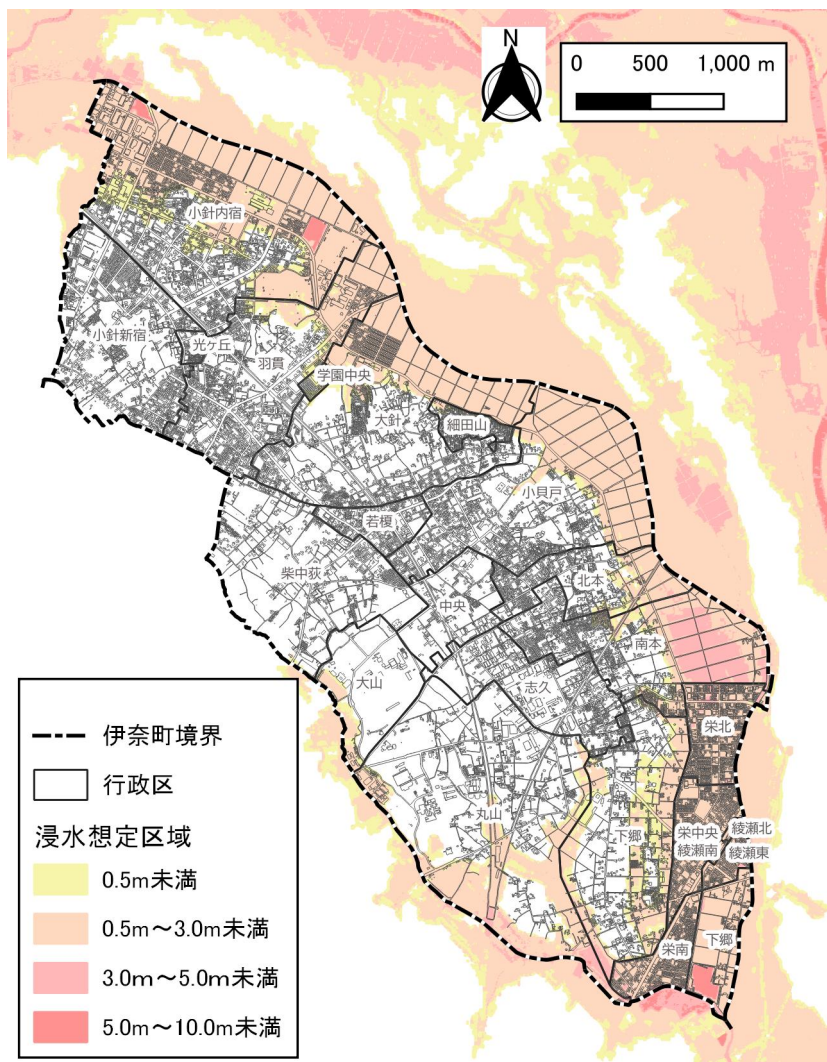 N
0 500 1,000 m
小針内宿
小針新宿
光ヶ丘
羽貫
学園中央
大針
細田山
小貝戸
若榎
柴中荻
北本
中央
南本
大山
志久
栄北
丸山
下郷
栄中央
綾瀬南
綾瀬北
綾瀬東
栄南
下郷
伊奈町境界
行政区
浸水想定区域
0.5m未満
0.5m～3.0m未満
3.0m～5.0m未満
5.0m～10.0m未満